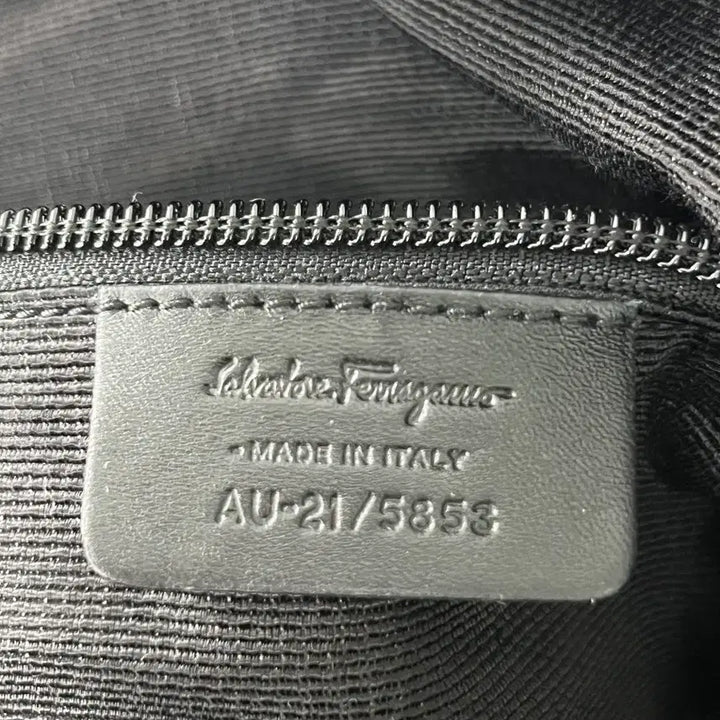 Salvatore Ferragamo
MADE IN ITALY
AU-21/5853